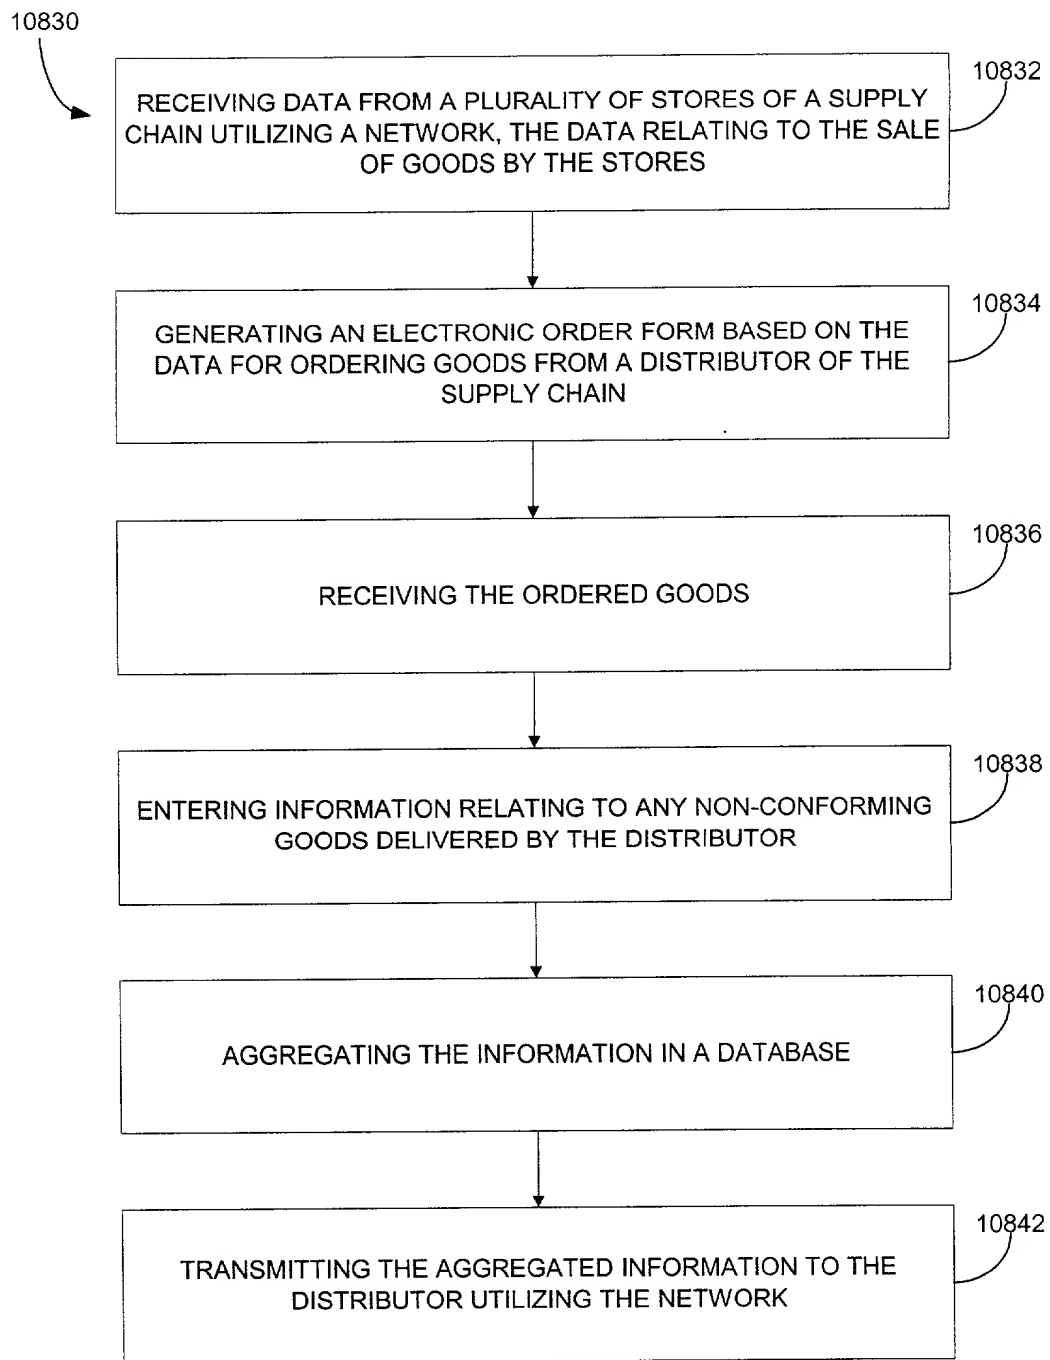 10830
10832
RECEIVING DATA FROM A PLURALITY OF STORES OF A SUPPLY
CHAIN UTILIZING A NETWORK, THE DATA RELATING TO THE SALE
OF GOODS BY THE STORES
10834
GENERATING AN ELECTRONIC ORDER FORM BASED ON THE
DATA FOR ORDERING GOODS FROM A DISTRIBUTOR OF THE
SUPPLY CHAIN
10836
RECEIVING THE ORDERED GOODS
10838
ENTERING INFORMATION RELATING TO ANY NON-CONFORMING
GOODS DELIVERED BY THE DISTRIBUTOR
10840
AGGREGATING THE INFORMATION IN A DATABASE
10842
TRANSMITTING THE AGGREGATED INFORMATION TO THE
DISTRIBUTOR UTILIZING THE NETWORK